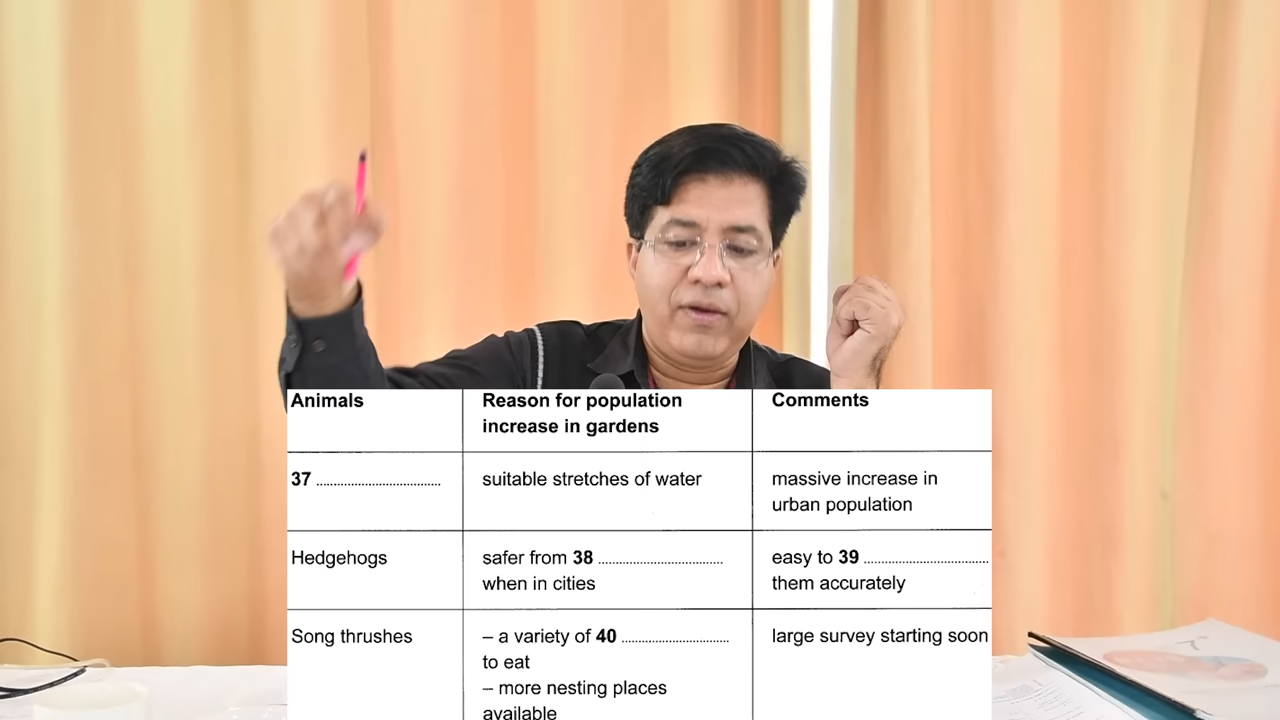 Animals
Reason for population
increase in gardens
Comments
37 ....................................
suitable stretches of water
massive increase in
urban population
Hedgehogs
safer from 38 ....................................
when in cities
easy to 39 ....................................
them accurately
Song thrushes
– a variety of 40 ...............................
to eat
– more nesting places
available
large survey starting soon